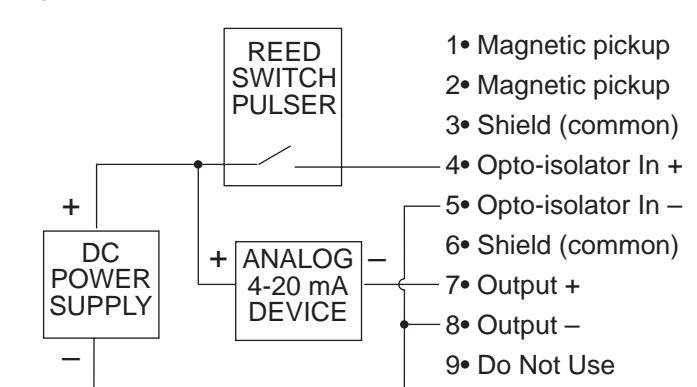 REED
SWITCH
PULSER
1• Magnetic pickup
2• Magnetic pickup
3• Shield (common)
4• Opto-isolator In +
5• Opto-isolator In –
6• Shield (common)
7• Output +
8• Output –
9• Do Not Use
+
DC
POWER
SUPPLY
–
+
ANALOG
4-20 mA
DEVICE
–